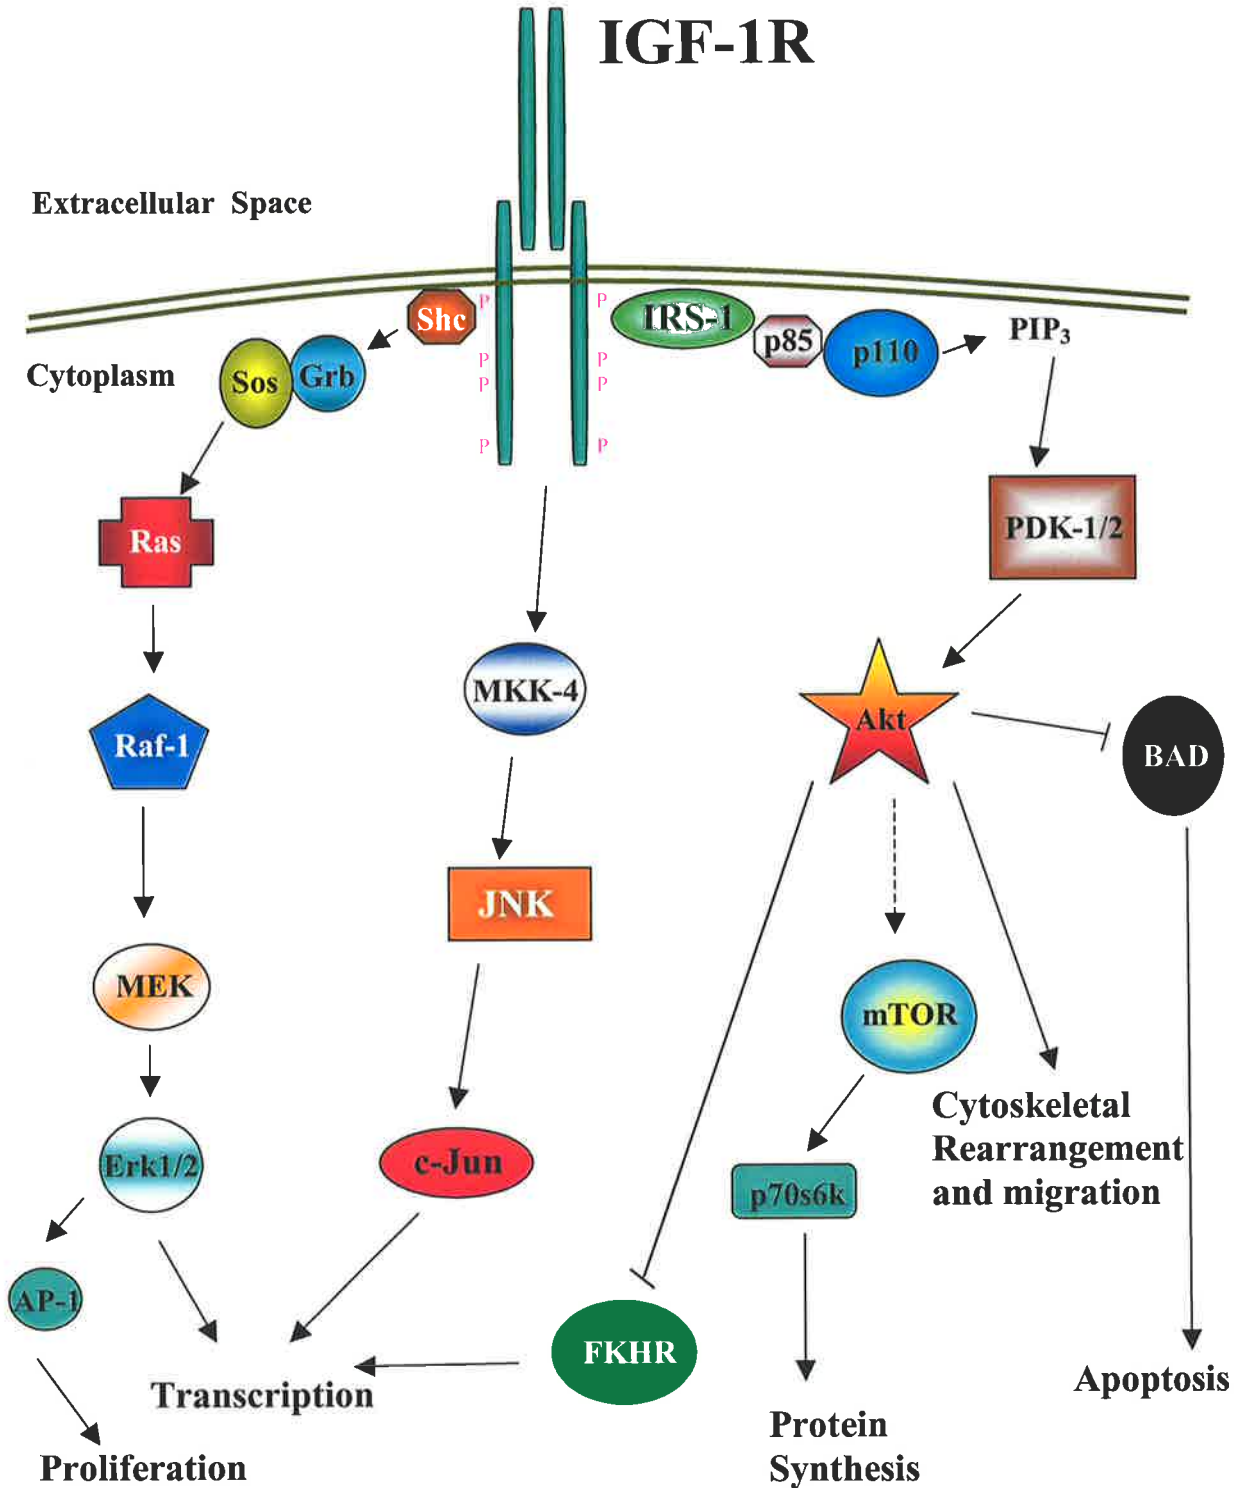 IGF-1R
Extracellular Space
P
P
Shc
IRS-1
p85
p110
PIP3
Cytoplasm
Sos
Grb
P
P
P
P
P
P
Ras
PDK-1/2
MKK-4
Akt
Raf-1
BAD
JNK
MEK
mTOR
Cytoskeletal
Rearrangement
and migration
Erk1/2
c-Jun
p70s6k
AP-1
FKHR
Transcription
Apoptosis
Protein
Synthesis
Proliferation